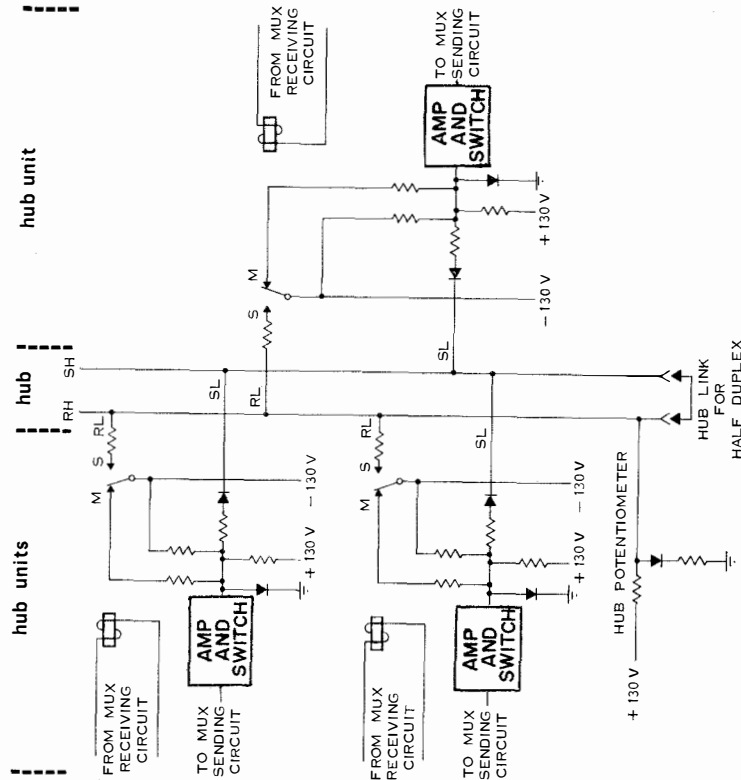 hub units
hub
hub unit
RH
SH
FROM MUX
RECEIVING
CIRCUIT
AMP
AND
SWITCH
TO MUX
SENDING
CIRCUIT
M
S
RL
SL
+ 130 V
− 130 V
FROM MUX
RECEIVING
CIRCUIT
AMP
AND
SWITCH
TO MUX
SENDING
CIRCUIT
M
S
RL
SL
+ 130 V
− 130 V
FROM MUX
RECEIVING
CIRCUIT
TO MUX
SENDING
CIRCUIT
AMP
AND
SWITCH
M
S
RL
SL
+ 130 V
− 130 V
HUB POTENTIOMETER
+ 130 V
HUB LINK
FOR
HALF DUPLEX